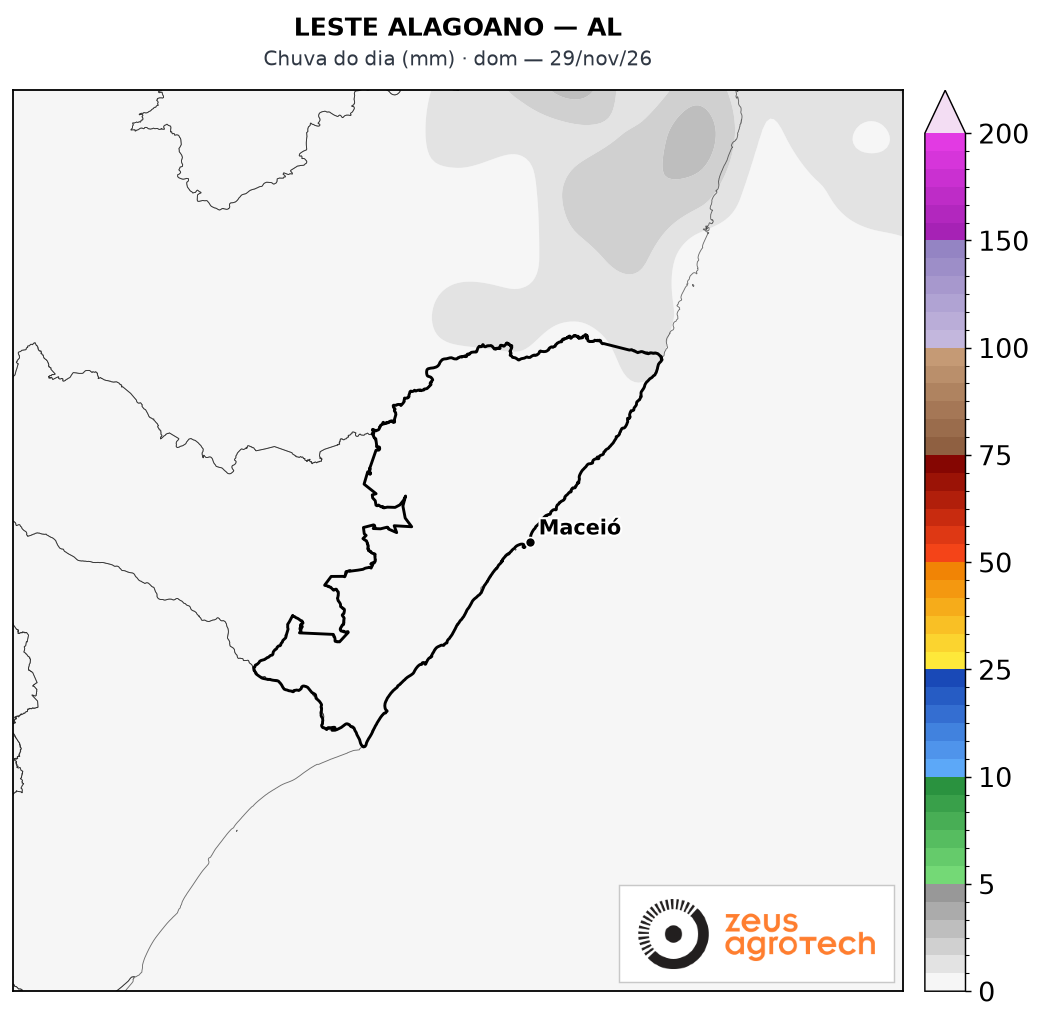 LESTE ALAGOANO — AL
Chuva do dia (mm) · dom — 29/nov/26
200
150
100
75
50
25
10
5
0
Maceió
zeus
agrotech